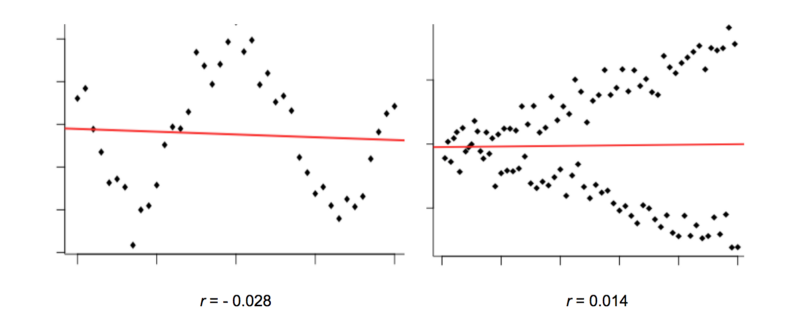 r = - 0.028
r = 0.014